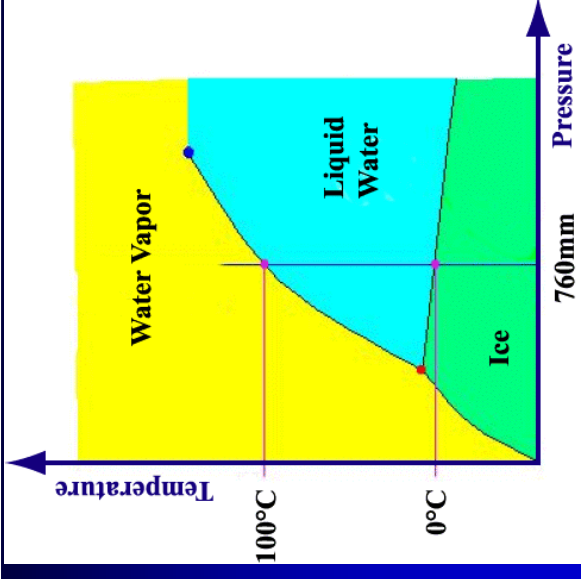 Temperature
Water Vapor
100°C
Liquid
Water
0°C
Ice
760mm
Pressure